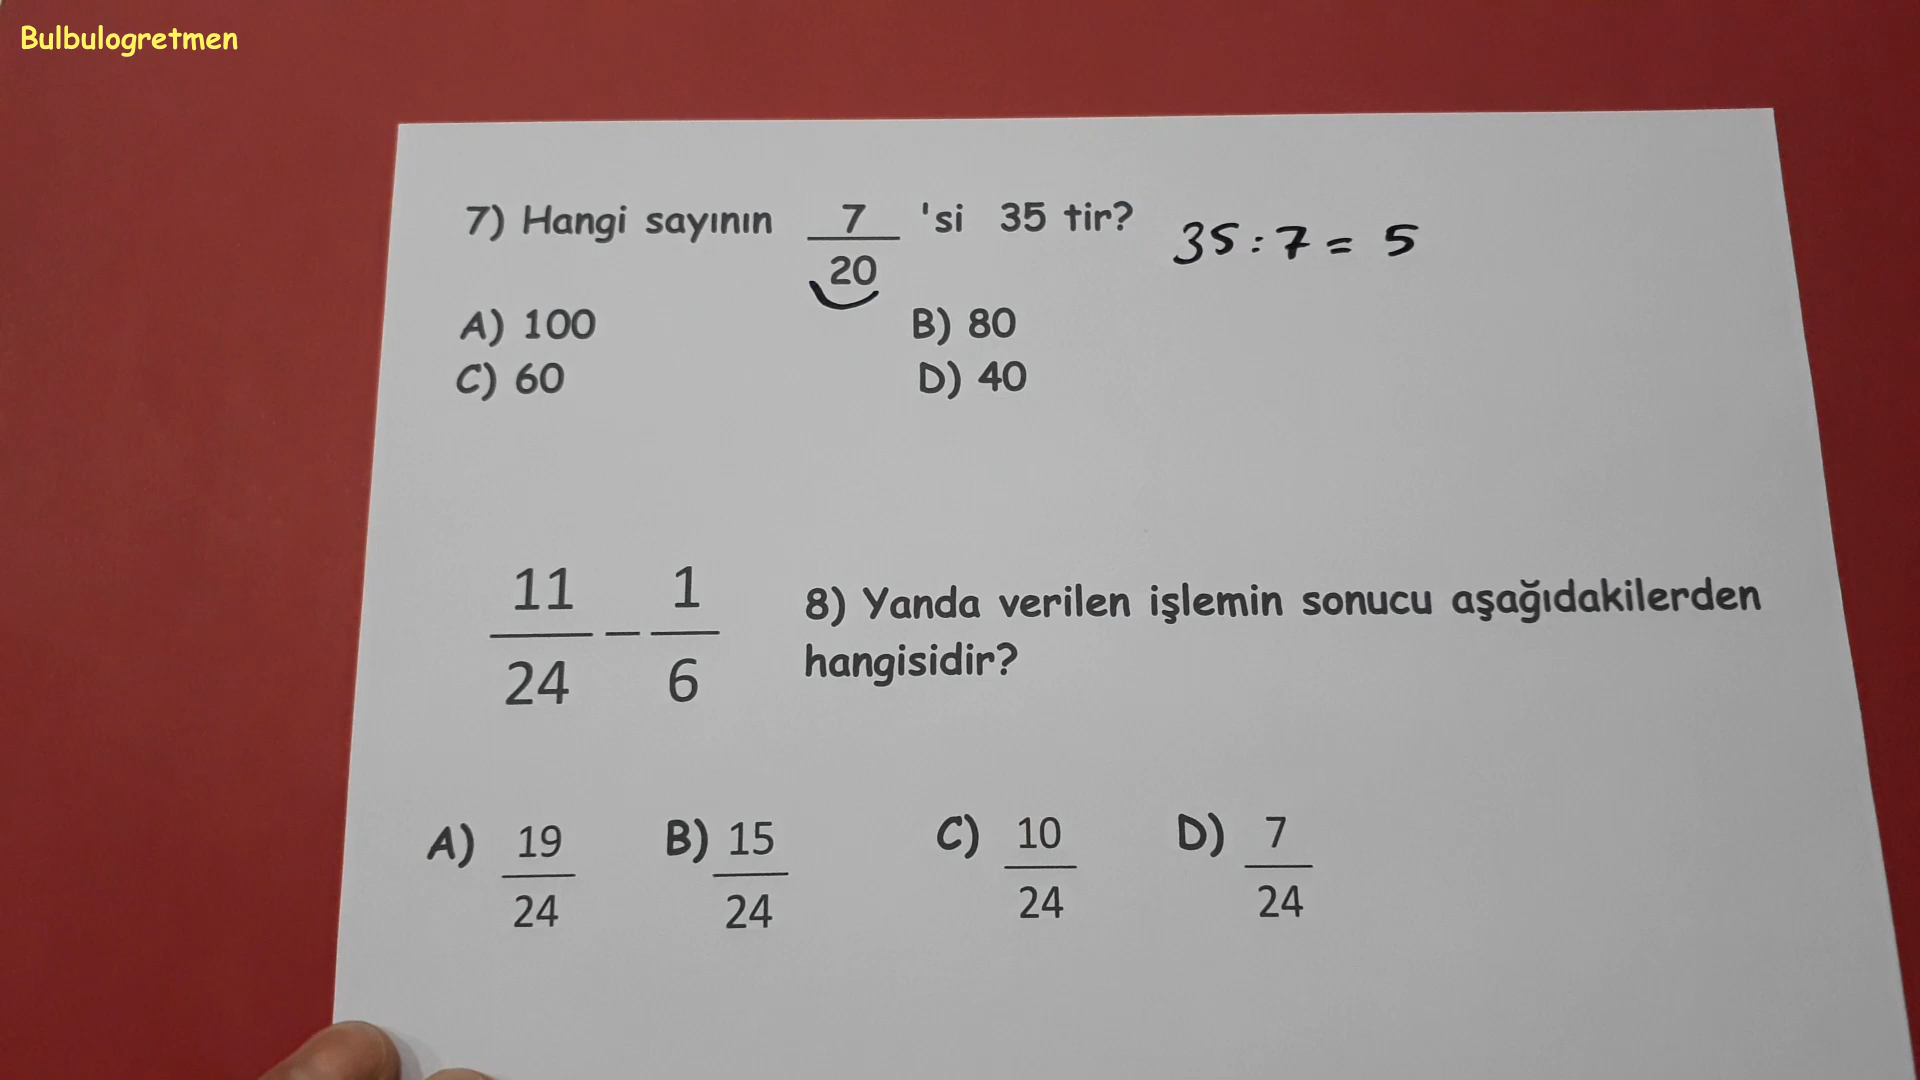 Bulbulogretmen
7) Hangi sayının 7/20 'si 35 tir? 35:7 = 5
A) 100 B) 80
C) 60 D) 40
11/24 - 1/6
8) Yanda verilen işlemin sonucu aşağıdakilerden
hangisidir?
A) 19/24 B) 15/24 C) 10/24 D) 7/24